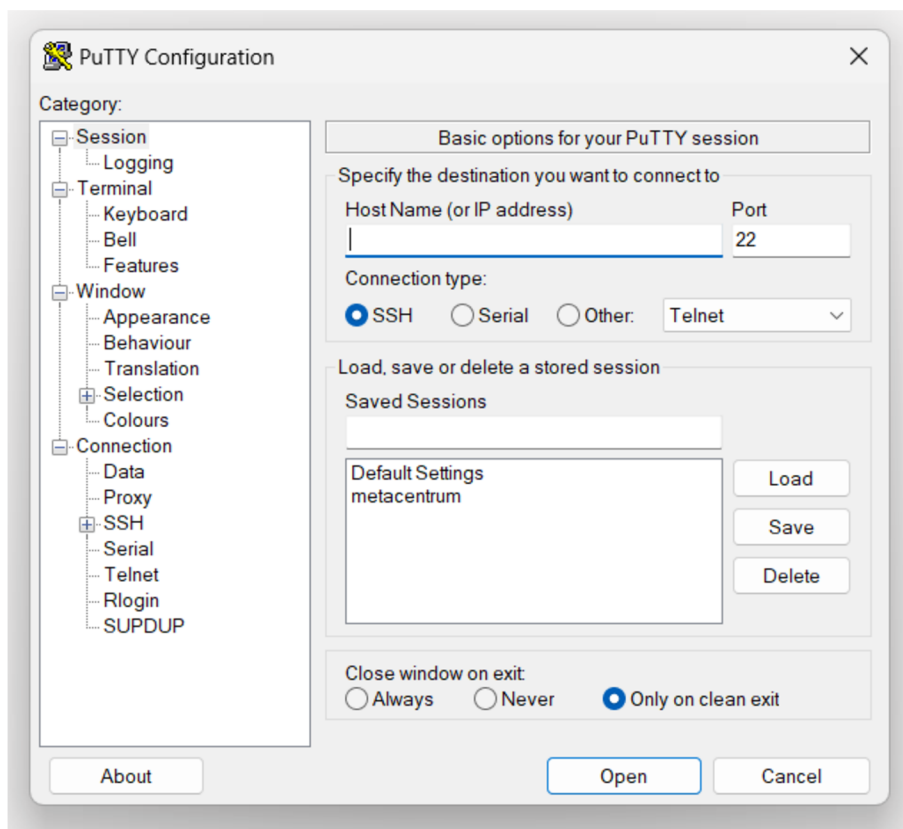 PuTTY Configuration
Category:
Session
Logging
Terminal
Keyboard
Bell
Features
Window
Appearance
Behaviour
Translation
Selection
Colours
Connection
Data
Proxy
SSH
Serial
Telnet
Rlogin
SUPDUP
Basic options for your PuTTY session
Specify the destination you want to connect to
Host Name (or IP address) Port
22
Connection type:
SSH Serial Other: Telnet
Load, save or delete a stored session
Saved Sessions
Default Settings
metacentrum
Load
Save
Delete
Close window on exit:
Always Never Only on clean exit
About Open Cancel